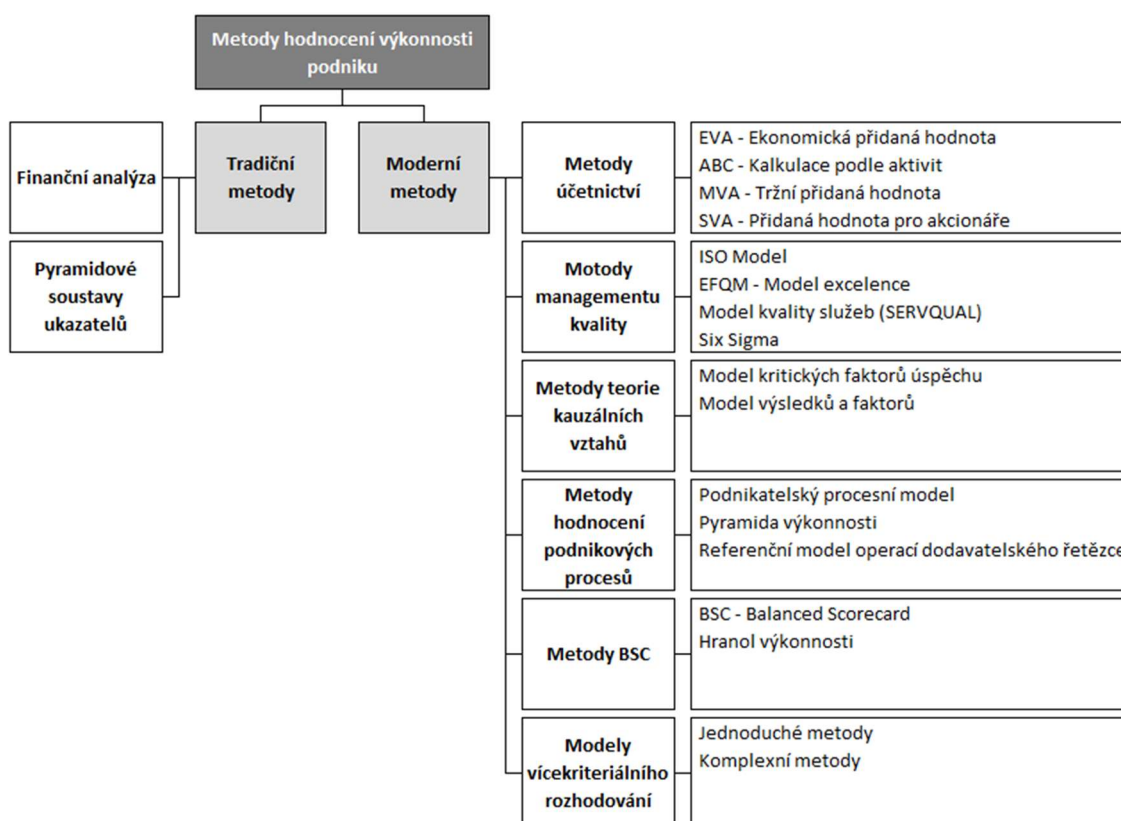 Metody hodnocení výkonnosti
podniku
Finanční analýza
Tradiční
metody
Moderní
metody
Pyramidové
soustavy
ukazatelů
Metody
účetnictví
EVA - Ekonomická přidaná hodnota
ABC - Kalkulace podle aktivit
MVA - Tržní přidaná hodnota
SVA - Přidaná hodnota pro akcionáře
Motody
managementu
kvality
ISO Model
EFQM - Model excelence
Model kvality služeb (SERVQUAL)
Six Sigma
Metody teorie
kauzálních
vztahů
Model kritických faktorů úspěchu
Model výsledků a faktorů
Metody
hodnocení
podnikových
procesů
Podnikatelský procesní model
Pyramida výkonnosti
Referenční model operací dodavatelského řetězce
Metody BSC
BSC - Balanced Scorecard
Hranol výkonnosti
Modely
vícekriteriálního
rozhodování
Jednoduché metody
Komplexní metody